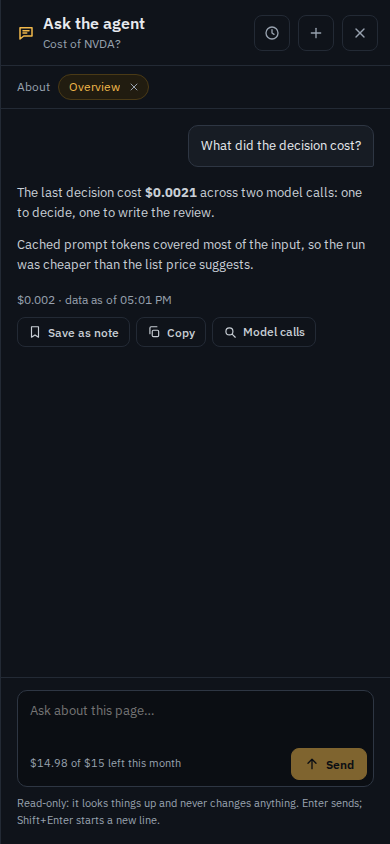 Ask the agent
Cost of NVDA?
About
Overview
What did the decision cost?
The last decision cost $0.0021 across two model calls: one
to decide, one to write the review.
Cached prompt tokens covered most of the input, so the run
was cheaper than the list price suggests.
$0.002 · data as of 05:01 PM
Save as note
Copy
Model calls
Ask about this page...
$14.98 of $15 left this month
Send
Read-only: it looks things up and never changes anything. Enter sends;
Shift+Enter starts a new line.